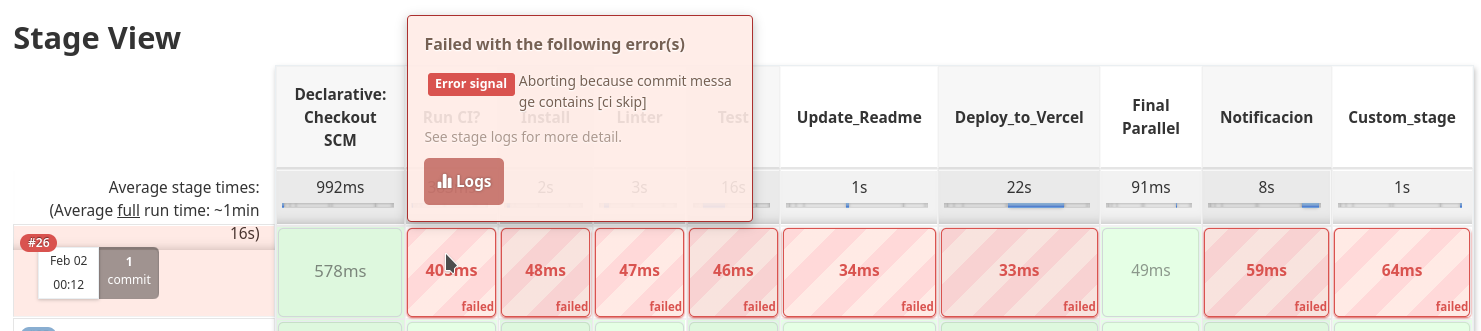 Stage View
Failed with the following error(s)
Error signal Aborting because commit messa
ge contains [ci skip]
See stage logs for more detail.
Logs
Declarative:
Checkout
SCM
Run CI?
Install
Linter
Test
Update_Readme
Deploy_to_Vercel
Final
Parallel
Notificacion
Custom_stage
Average stage times:
(Average full run time: ~1min
16s)
992ms
2s
3s
16s
1s
22s
91ms
8s
1s
#26
Feb 02
00:12
1
commit
578ms
failed
48ms
failed
47ms
failed
46ms
failed
34ms
failed
33ms
failed
49ms
59ms
failed
64ms
failed